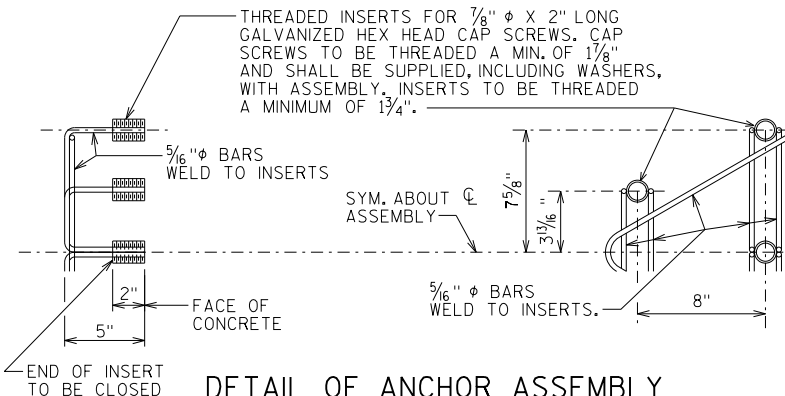 THREADED INSERTS FOR 7/8" φ X 2" LONG
GALVANIZED HEX HEAD CAP SCREWS. CAP
SCREWS TO BE THREADED A MIN. OF 1 7/8"
AND SHALL BE SUPPLIED, INCLUDING WASHERS,
WITH ASSEMBLY. INSERTS TO BE THREADED
A MINIMUM OF 1 3/4".
5/16" φ BARS
WELD TO INSERTS
SYM. ABOUT ℄
ASSEMBLY
7 5/8"
3 13/16"
5/16" φ BARS
WELD TO INSERTS.
8"
2"
5"
FACE OF
CONCRETE
END OF INSERT
TO BE CLOSED
DETAIL OF ANCHOR ASSEMBLY